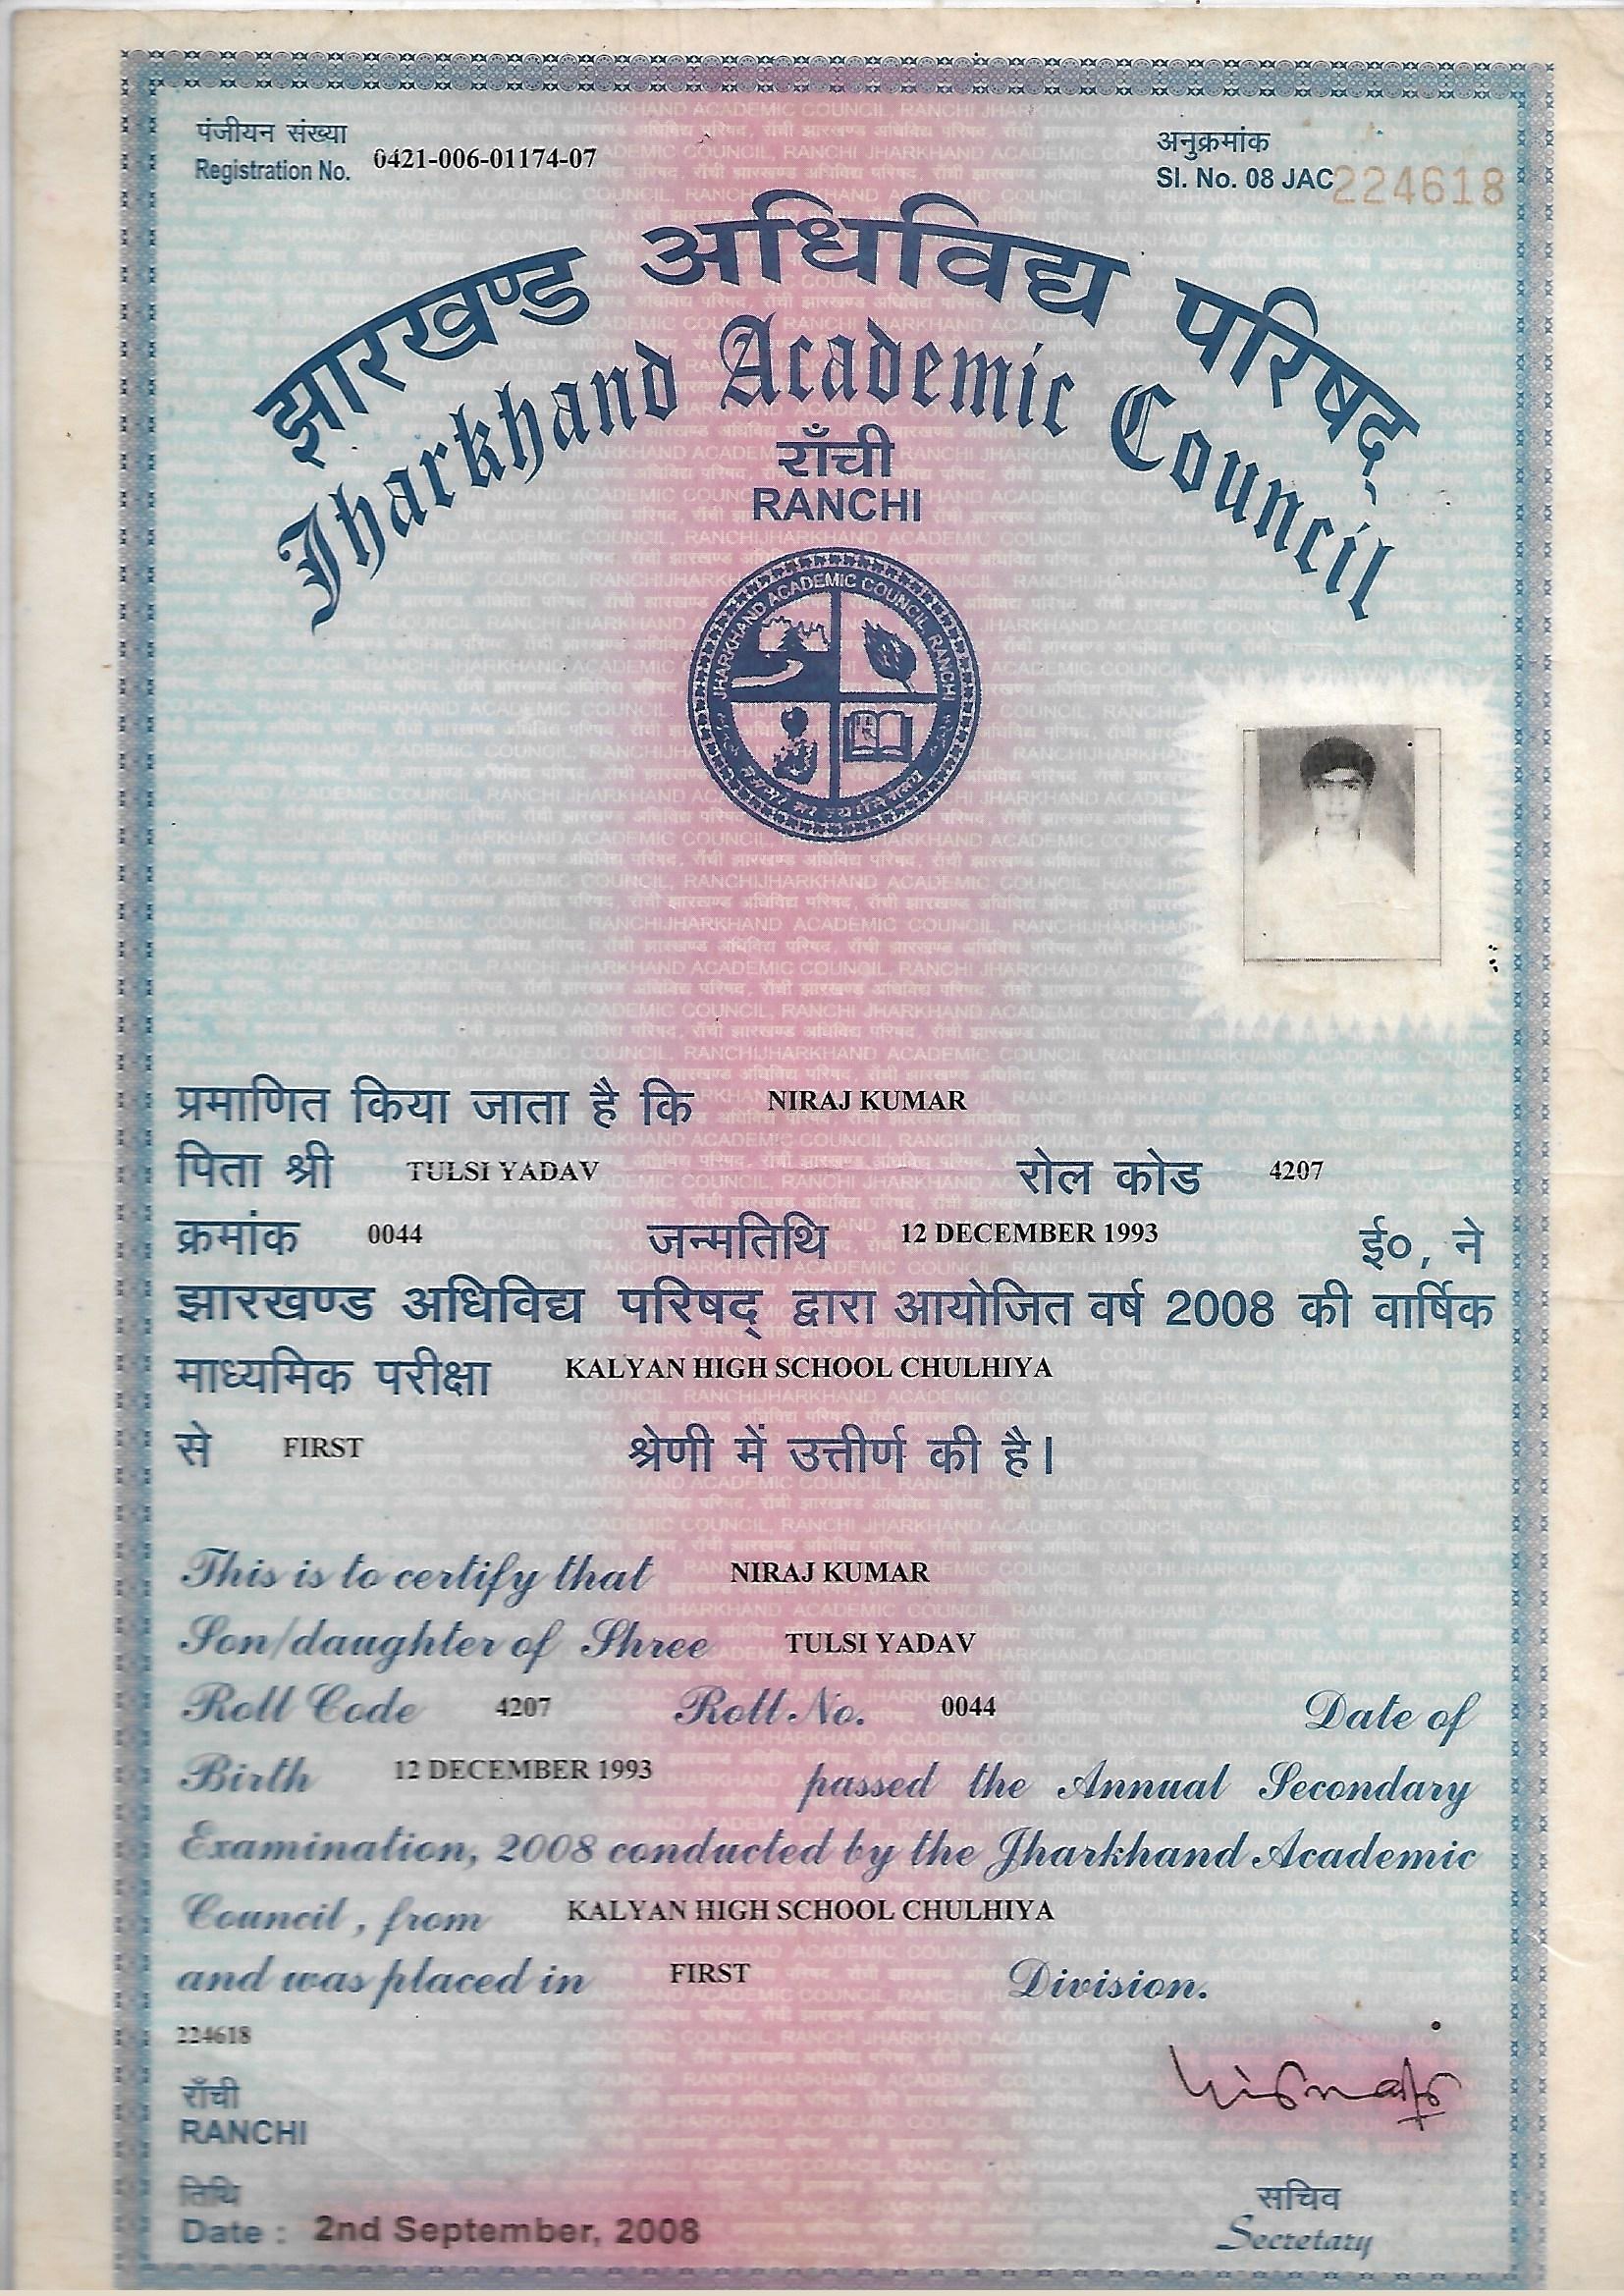 पंजीयन संख्या
Registration No. 0421-006-01174-07
अनुक्रमांक
Sl. No. 08 JAC 224618
झारखण्ड अधिविद्य परिषद्
Jharkhand Academic Council
राँची
RANCHI
JHARKHAND ACADEMIC COUNCIL, RANCHI
प्रमाणित किया जाता है कि NIRAJ KUMAR
पिता श्री TULSI YADAV रोल कोड 4207
क्रमांक 0044 जन्मतिथि 12 DECEMBER 1993 ई०, ने
झारखण्ड अधिविद्य परिषद् द्वारा आयोजित वर्ष 2008 की वार्षिक
माध्यमिक परीक्षा KALYAN HIGH SCHOOL CHULHIYA
से FIRST श्रेणी में उत्तीर्ण की है।
This is to certify that NIRAJ KUMAR
Son/daughter of Shree TULSI YADAV
Roll Code 4207 Roll No. 0044 Date of
Birth 12 DECEMBER 1993 passed the Annual Secondary
Examination, 2008 conducted by the Jharkhand Academic
Council, from KALYAN HIGH SCHOOL CHULHIYA
and was placed in FIRST Division.
224618
राँची
RANCHI
तिथि
Date : 2nd September, 2008
सचिव
Secretary